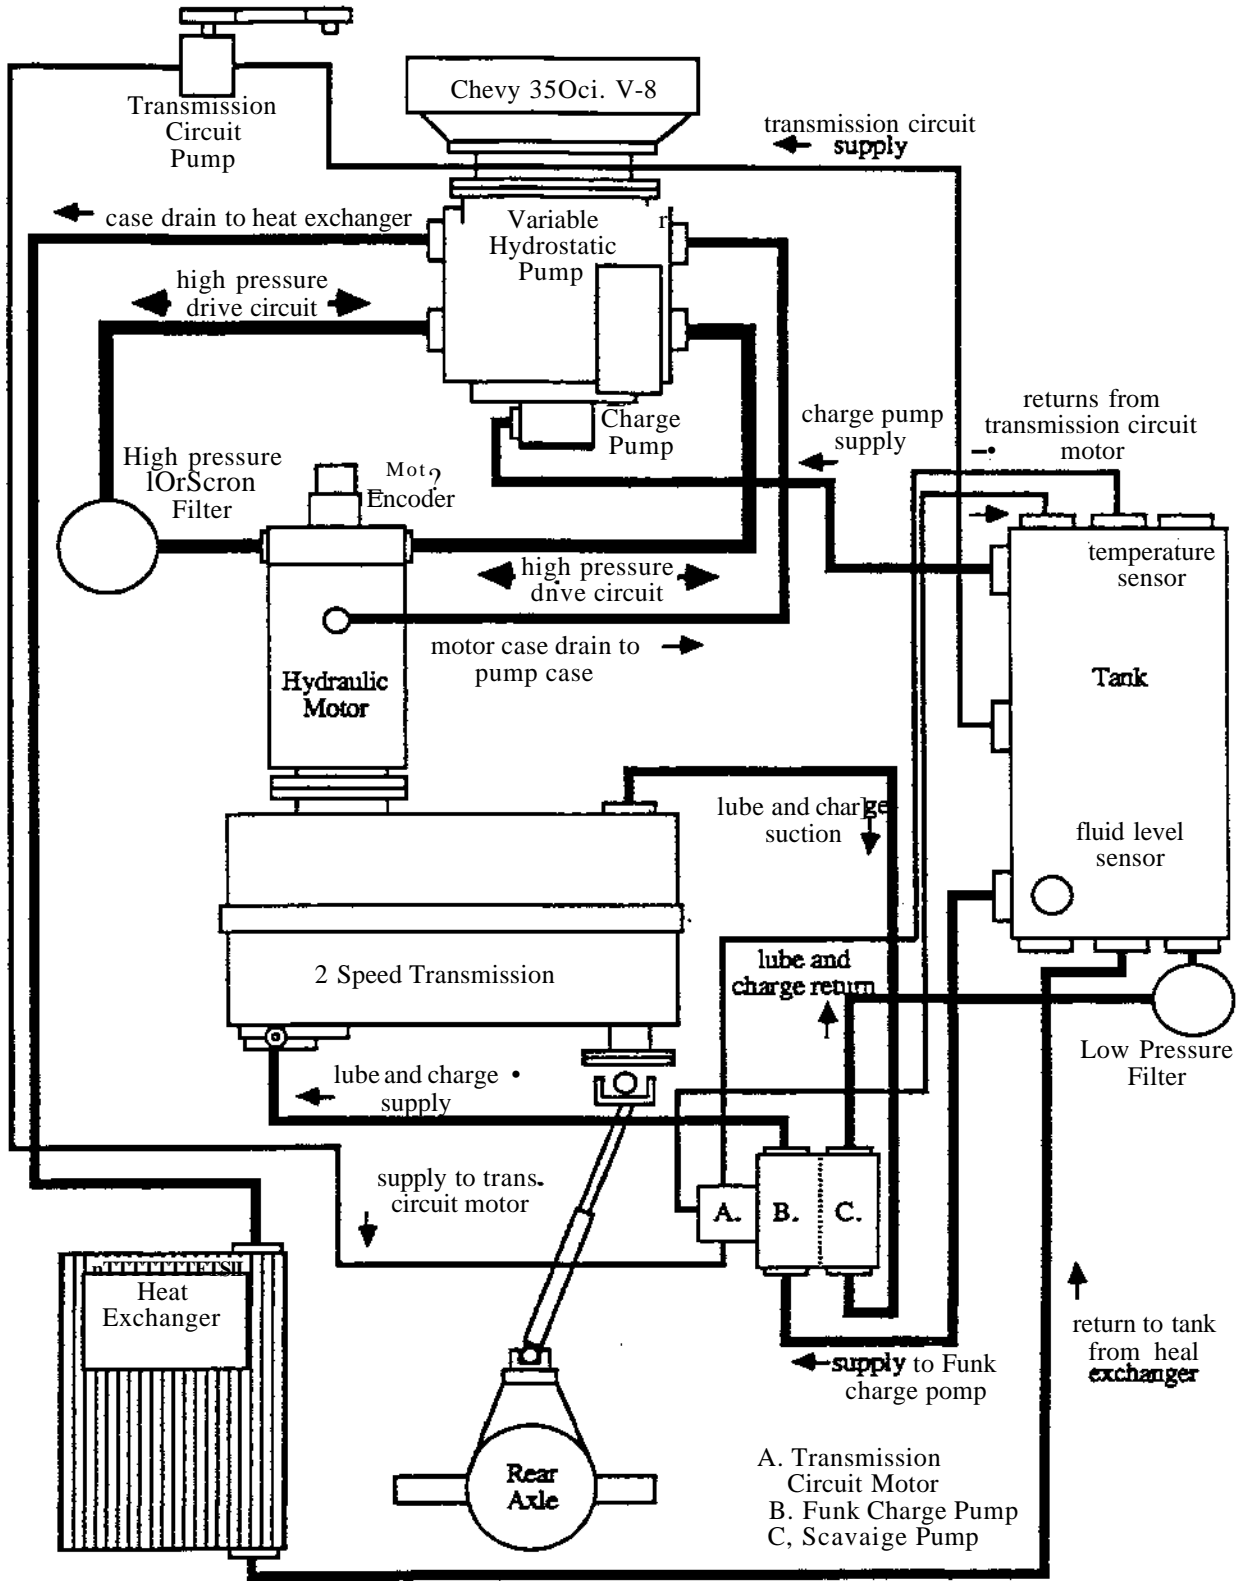 Chevy 35Oci. V-8
Transmission
Circuit
Pump
transmission circuit
supply
case drain to heat exchanger
Variable
Hydrostatic
Pump
r
high pressure
drive circuit
Charge
Pump
charge pump
supply
returns from
transmission circuit
motor
High pressure
lOrScron
Filter
Mot?
Encoder
temperature
sensor
high pressure
dnive circuit
motor case drain to
pump case
Hydraulic
Motor
Tank
lube and charge
suction
fluid level
sensor
2 Speed Transmission
lube and
charge return
Low Pressure
Filter
lube and charge •
supply
supply to trans.
circuit motor
A.
B.
C.
Heat
Exchanger
return to tank
from heal
exchanger
supply to Funk
charge pomp
Rear
Axle
A. Transmission
Circuit Motor
B. Funk Charge Pump
C, Scavaige Pump